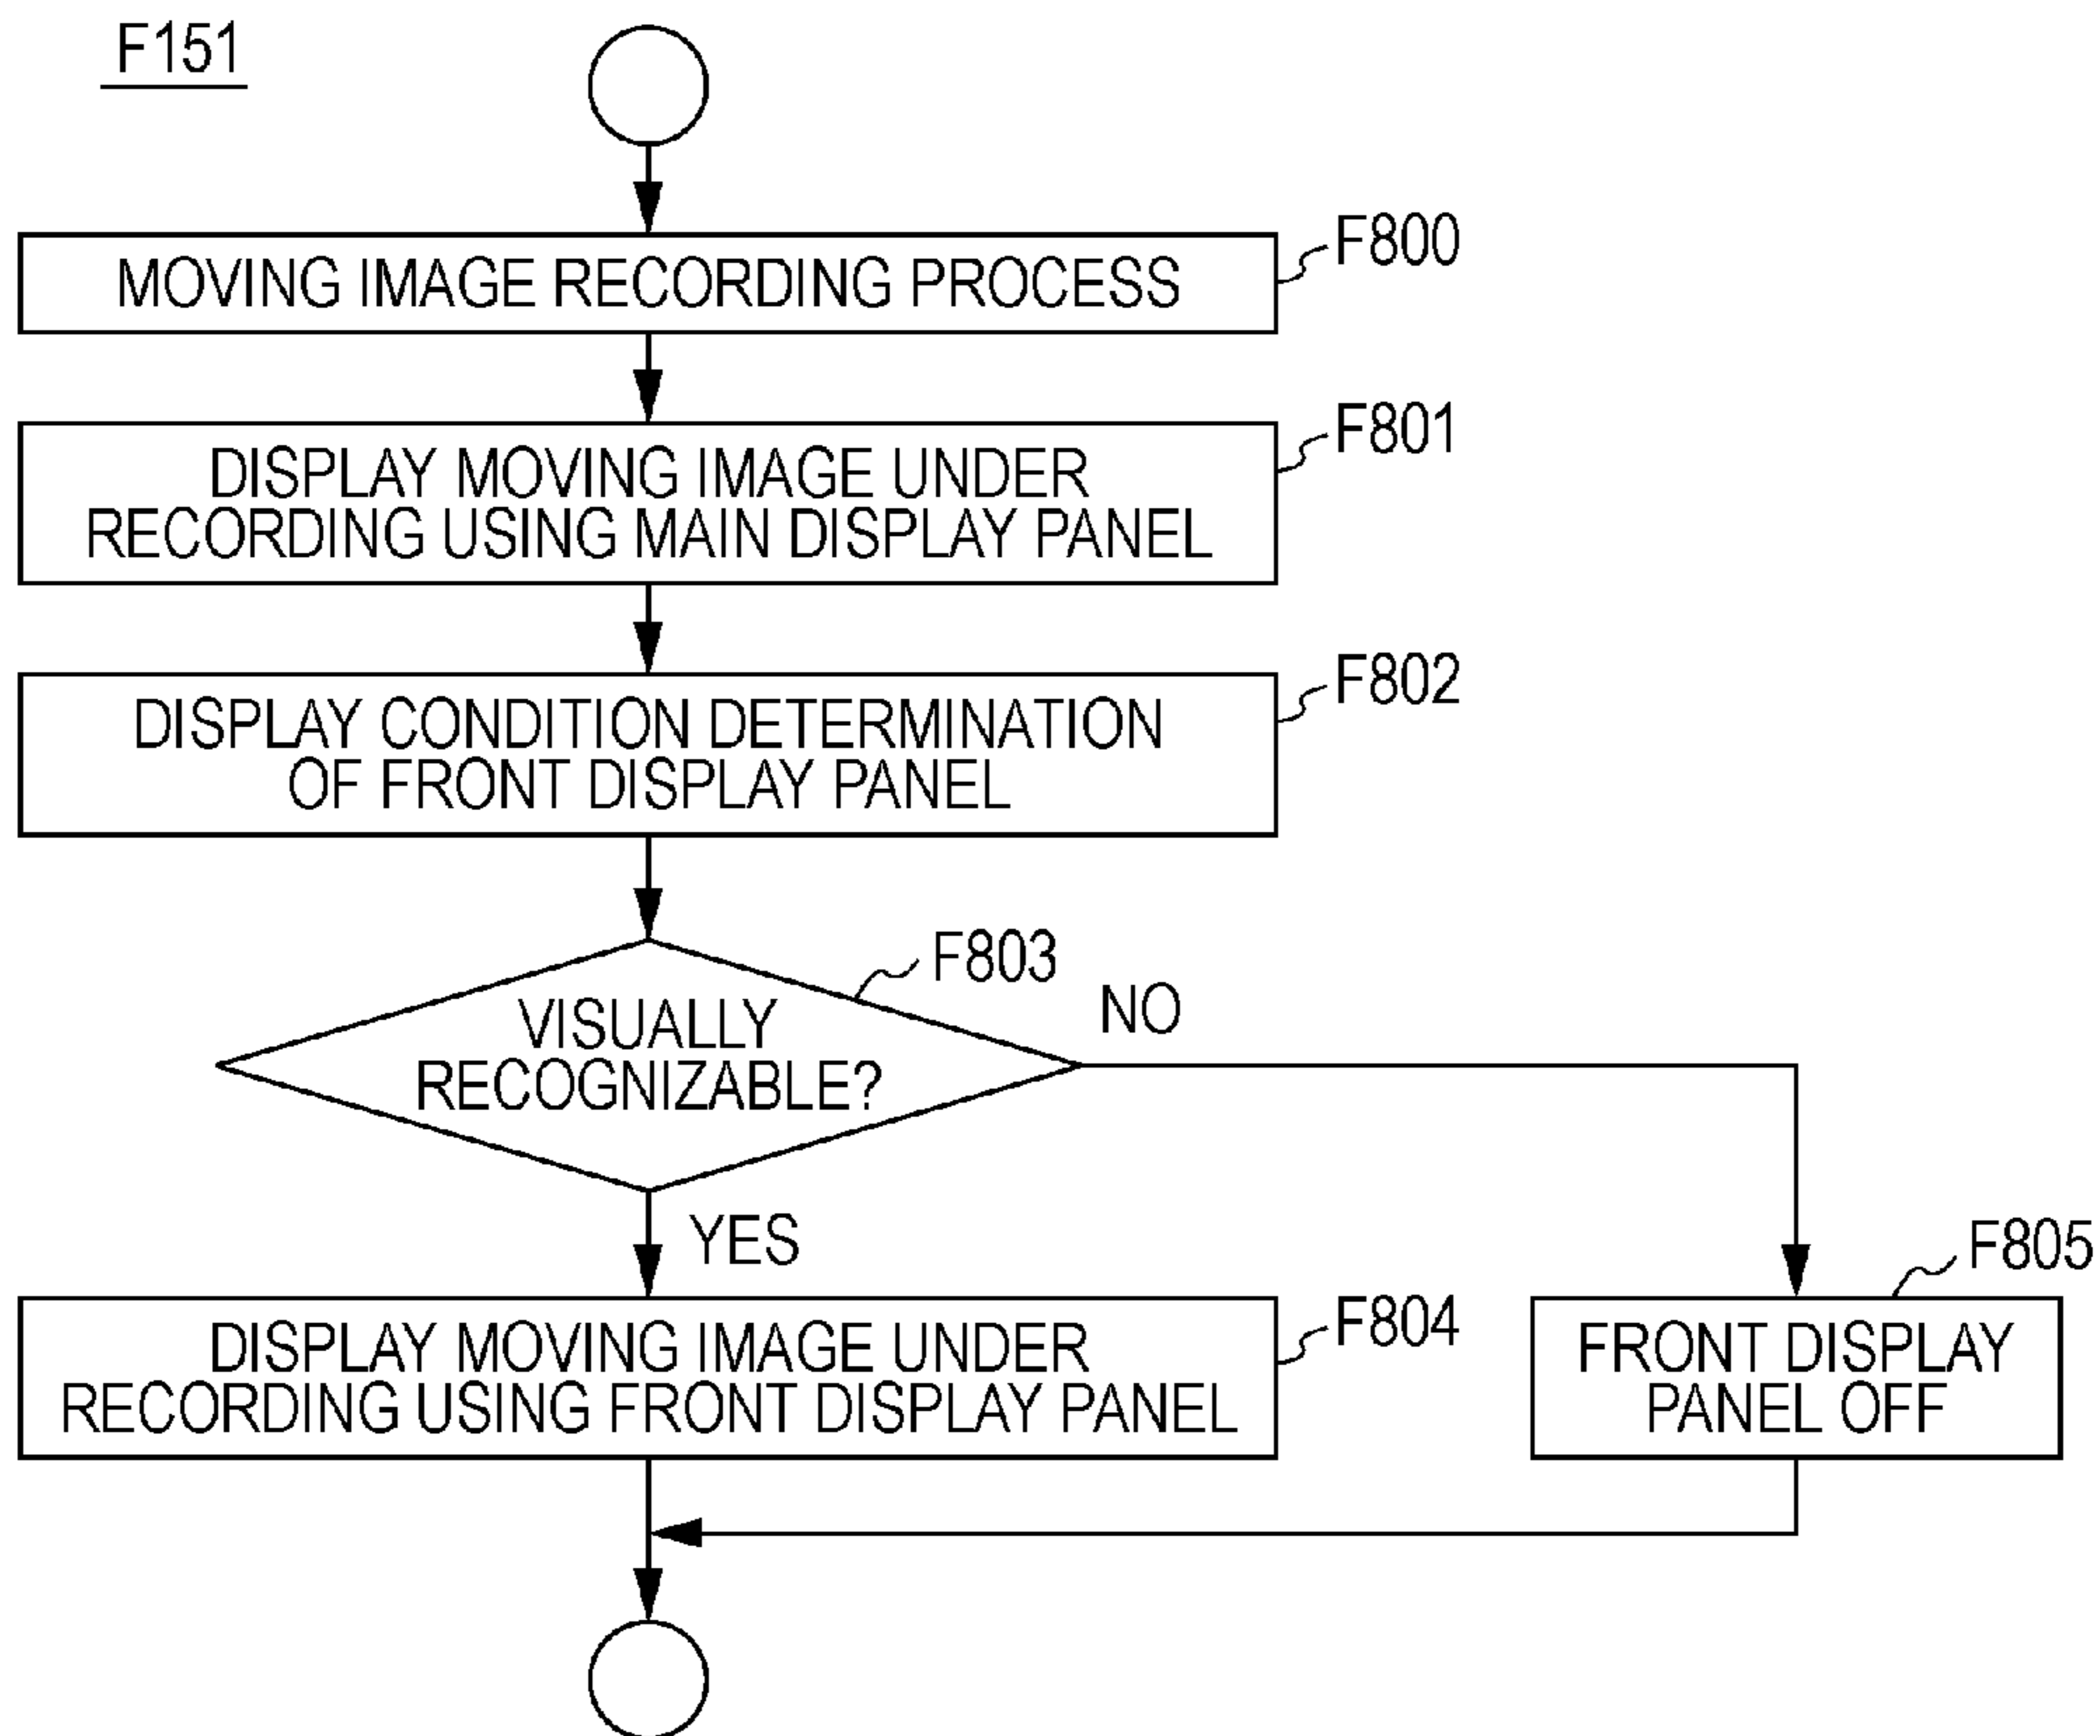 F151
F800
MOVING IMAGE RECORDING PROCESS
F801
DISPLAY MOVING IMAGE UNDER
RECORDING USING MAIN DISPLAY PANEL
F802
DISPLAY CONDITION DETERMINATION
OF FRONT DISPLAY PANEL
F803
VISUALLY
RECOGNIZABLE?
NO
YES
F804
DISPLAY MOVING IMAGE UNDER
RECORDING USING FRONT DISPLAY PANEL
F805
FRONT DISPLAY
PANEL OFF